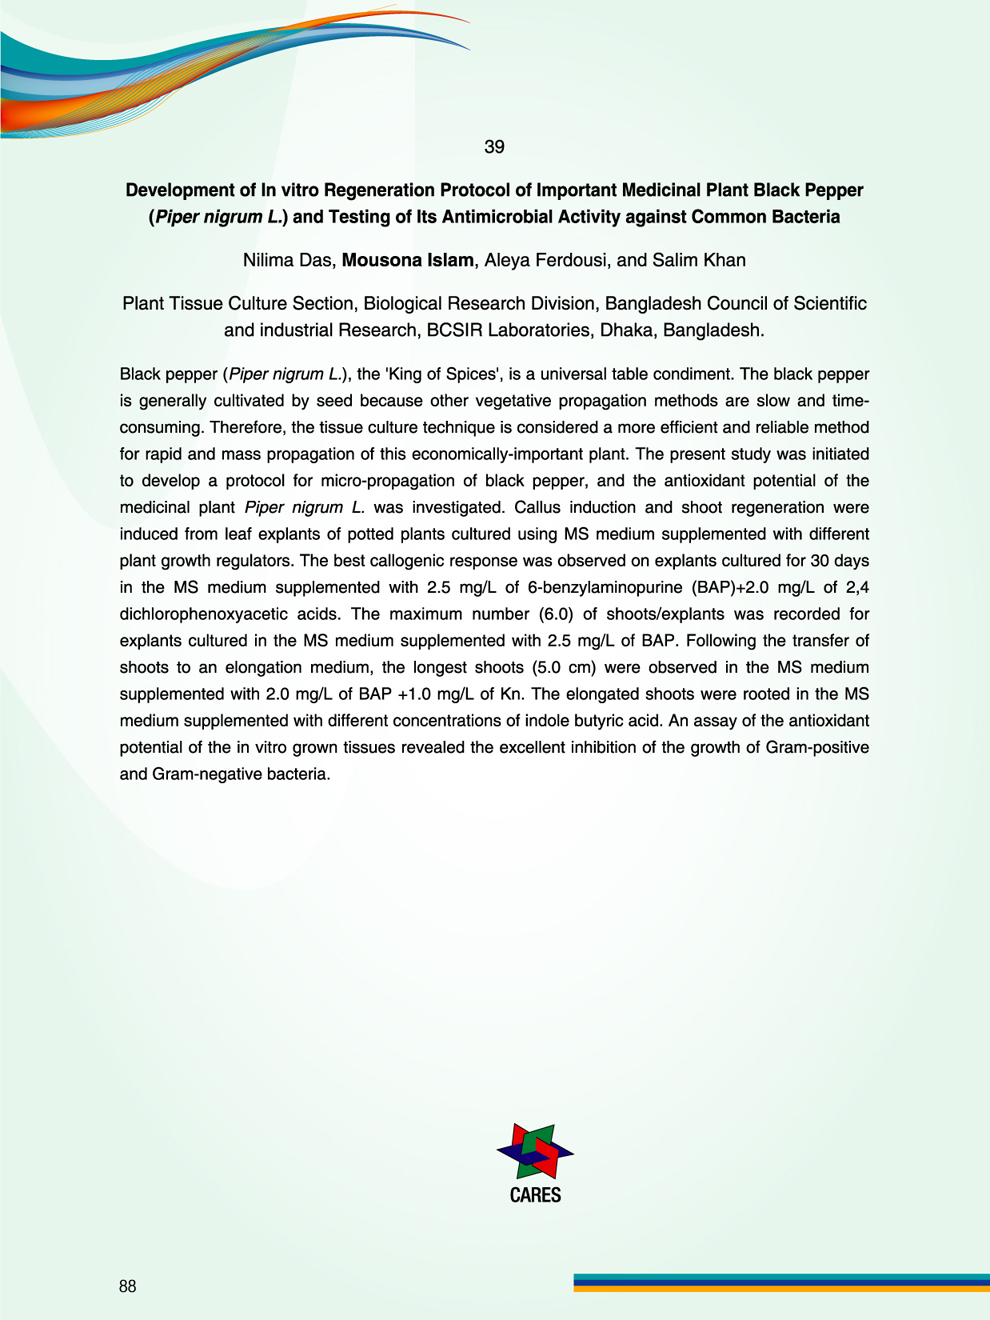 39
Development of In vitro Regeneration Protocol of Important Medicinal Plant Black Pepper
(Piper nigrum L.) and Testing of Its Antimicrobial Activity against Common Bacteria
Nilima Das, Mousona Islam, Aleya Ferdousi, and Salim Khan
Plant Tissue Culture Section, Biological Research Division, Bangladesh Council of Scientific
and industrial Research, BCSIR Laboratories, Dhaka, Bangladesh.
Black pepper (Piper nigrum L.), the 'King of Spices', is a universal table condiment. The black pepper
is generally cultivated by seed because other vegetative propagation methods are slow and time-
consuming. Therefore, the tissue culture technique is considered a more efficient and reliable method
for rapid and mass propagation of this economically-important plant. The present study was initiated
to develop a protocol for micro-propagation of black pepper, and the antioxidant potential of the
medicinal plant Piper nigrum L. was investigated. Callus induction and shoot regeneration were
induced from leaf explants of potted plants cultured using MS medium supplemented with different
plant growth regulators. The best callogenic response was observed on explants cultured for 30 days
in the MS medium supplemented with 2.5 mg/L of 6-benzylaminopurine (BAP)+2.0 mg/L of 2,4
dichlorophenoxyacetic acids. The maximum number (6.0) of shoots/explants was recorded for
explants cultured in the MS medium supplemented with 2.5 mg/L of BAP. Following the transfer of
shoots to an elongation medium, the longest shoots (5.0 cm) were observed in the MS medium
supplemented with 2.0 mg/L of BAP +1.0 mg/L of Kn. The elongated shoots were rooted in the MS
medium supplemented with different concentrations of indole butyric acid. An assay of the antioxidant
potential of the in vitro grown tissues revealed the excellent inhibition of the growth of Gram-positive
and Gram-negative bacteria.
CARES
88